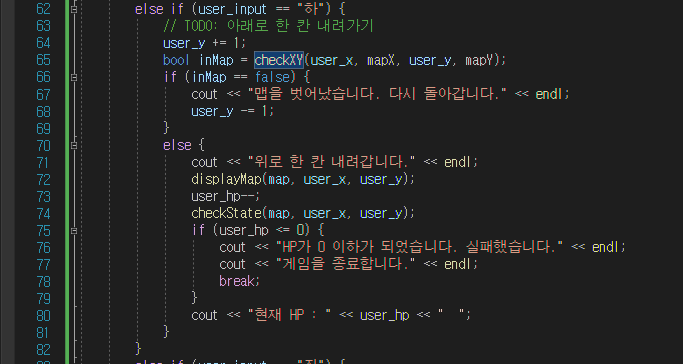 62 else if (user_input == "하") {
63 // TODO: 아래로 한 칸 내려가기
64 user_y += 1;
65 bool inMap = checkXY(user_x, mapX, user_y, mapY);
66 if (inMap == false) {
67 cout << "맵을 벗어났습니다. 다시 돌아갑니다." << endl;
68 user_y -= 1;
69 }
70 else {
71 cout << "위로 한 칸 내려갑니다." << endl;
72 displayMap(map, user_x, user_y);
73 user_hp--;
74 checkState(map, user_x, user_y);
75 if (user_hp <= 0) {
76 cout << "HP가 0 이하가 되었습니다. 실패했습니다." << endl;
77 cout << "게임을 종료합니다." << endl;
78 break;
79 }
80 cout << "현재 HP : " << user_hp << "  ";
81 }
82 }